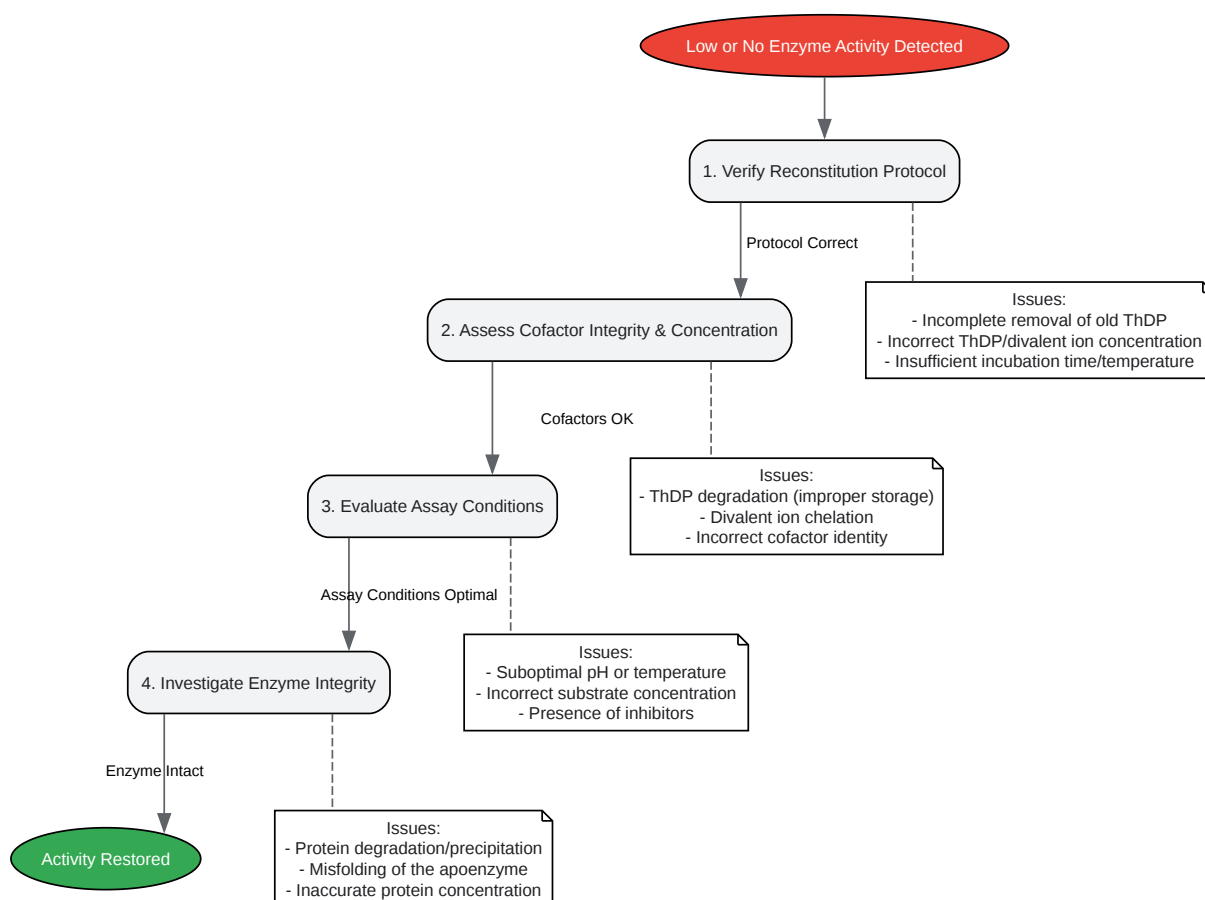 Low or No Enzyme Activity Detected
1. Verify Reconstitution Protocol
Protocol Correct
Issues:
- Incomplete removal of old ThDP
- Incorrect ThDP/divalent ion concentration
- Insufficient incubation time/temperature
2. Assess Cofactor Integrity & Concentration
Cofactors OK
Issues:
- ThDP degradation (improper storage)
- Divalent ion chelation
- Incorrect cofactor identity
3. Evaluate Assay Conditions
Assay Conditions Optimal
Issues:
- Suboptimal pH or temperature
- Incorrect substrate concentration
- Presence of inhibitors
4. Investigate Enzyme Integrity
Enzyme Intact
Issues:
- Protein degradation/precipitation
- Misfolding of the apoenzyme
- Inaccurate protein concentration
Activity Restored